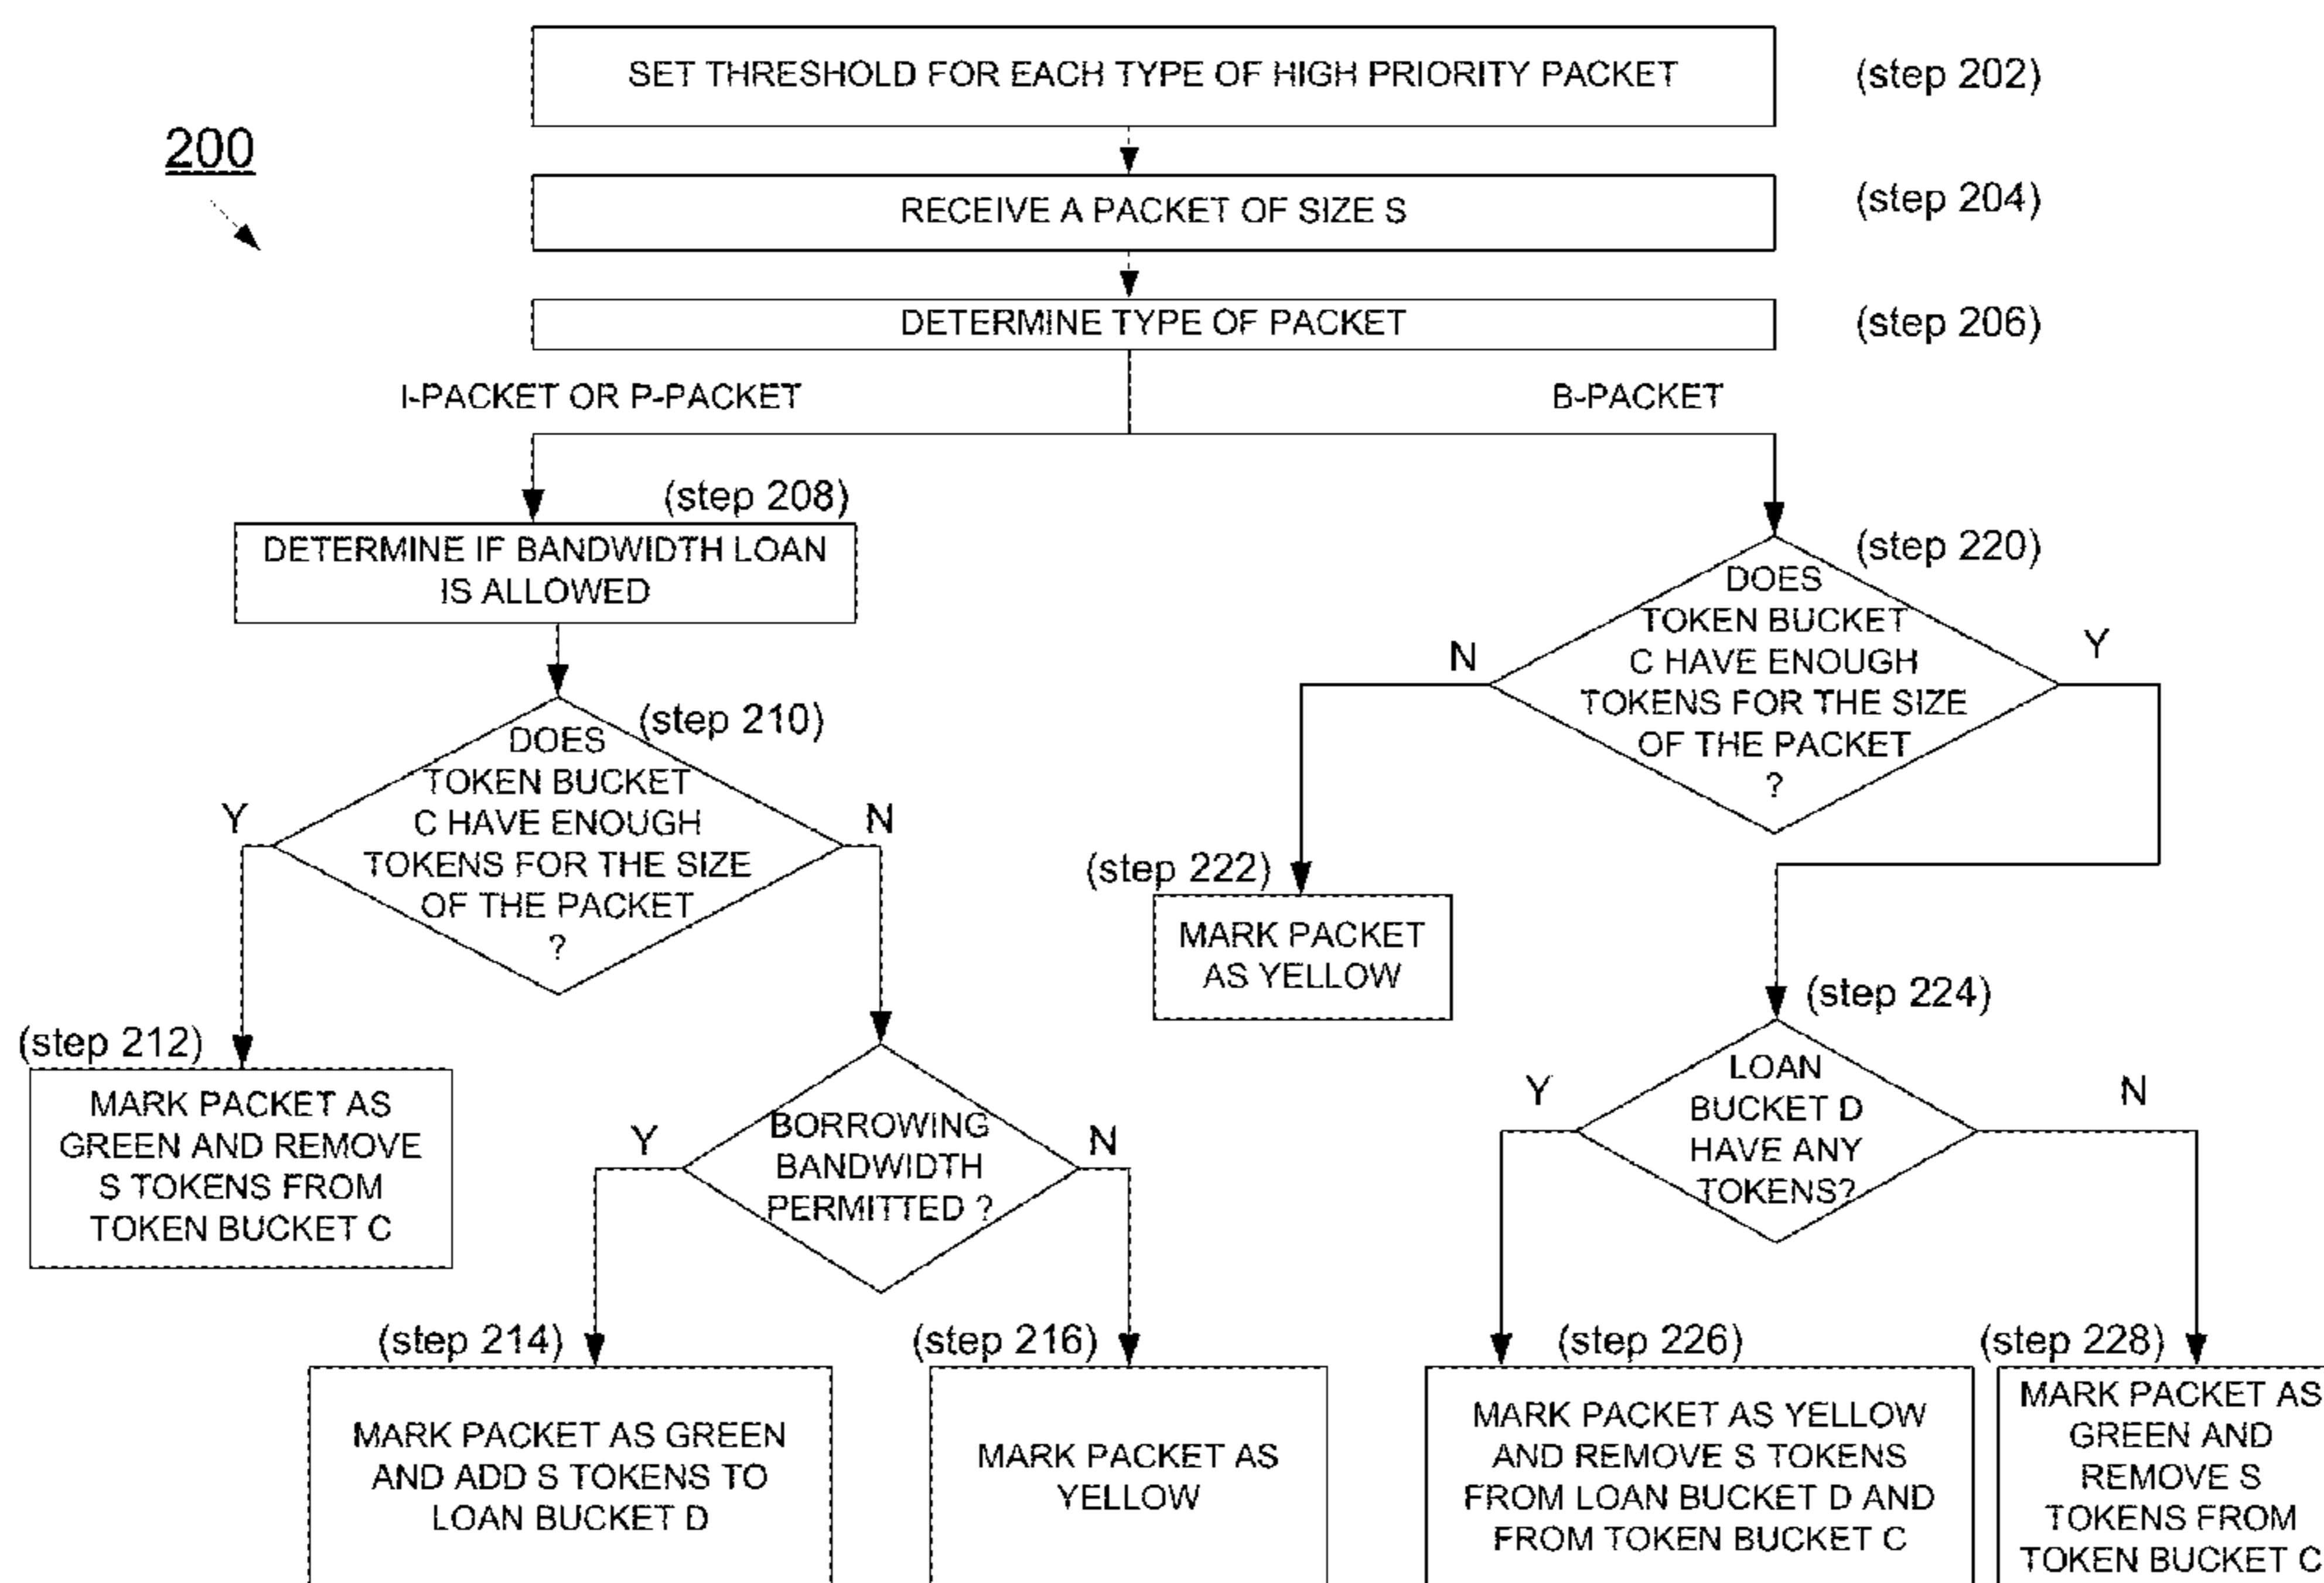 SET THRESHOLD FOR EACH TYPE OF HIGH PRIORITY PACKET
(step 202)
200
RECEIVE A PACKET OF SIZE S
(step 204)
DETERMINE TYPE OF PACKET
(step 206)
I-PACKET OR P-PACKET
B-PACKET
(step 208)
DETERMINE IF BANDWIDTH LOAN
IS ALLOWED
(step 210)
DOES
TOKEN BUCKET
C HAVE ENOUGH
TOKENS FOR THE SIZE
OF THE PACKET
?
Y
N
(step 212)
MARK PACKET AS
GREEN AND REMOVE
S TOKENS FROM
TOKEN BUCKET C
BORROWING
BANDWIDTH
PERMITTED ?
Y
N
(step 214)
MARK PACKET AS GREEN
AND ADD S TOKENS TO
LOAN BUCKET D
(step 216)
MARK PACKET AS
YELLOW
(step 220)
DOES
TOKEN BUCKET
C HAVE ENOUGH
TOKENS FOR THE SIZE
OF THE PACKET
?
N
Y
(step 222)
MARK PACKET
AS YELLOW
(step 224)
LOAN
BUCKET D
HAVE ANY
TOKENS?
Y
N
(step 226)
MARK PACKET AS YELLOW
AND REMOVE S TOKENS
FROM LOAN BUCKET D AND
FROM TOKEN BUCKET C
(step 228)
MARK PACKET AS
GREEN AND
REMOVE S
TOKENS FROM
TOKEN BUCKET C